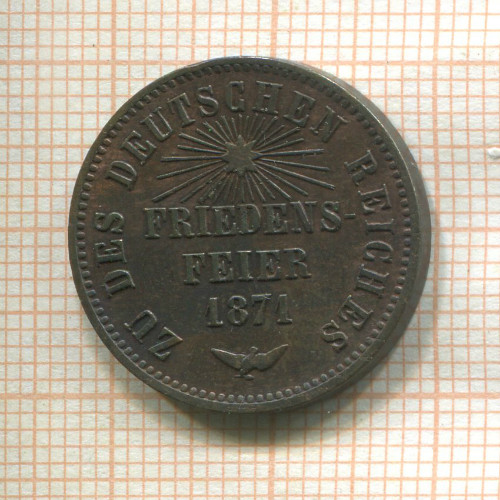 ZU DES DEUTSCHEN REICHES
FRIEDENS-
FEIER
1871